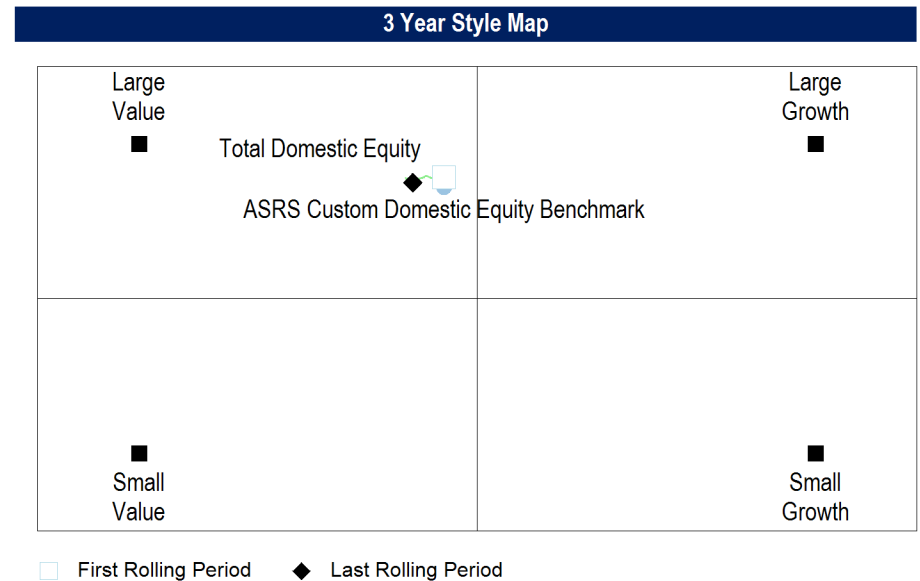 3 Year Style Map
Large
Value
Large
Growth
Total Domestic Equity
ASRS Custom Domestic Equity Benchmark
Small
Value
Small
Growth
First Rolling Period
Last Rolling Period